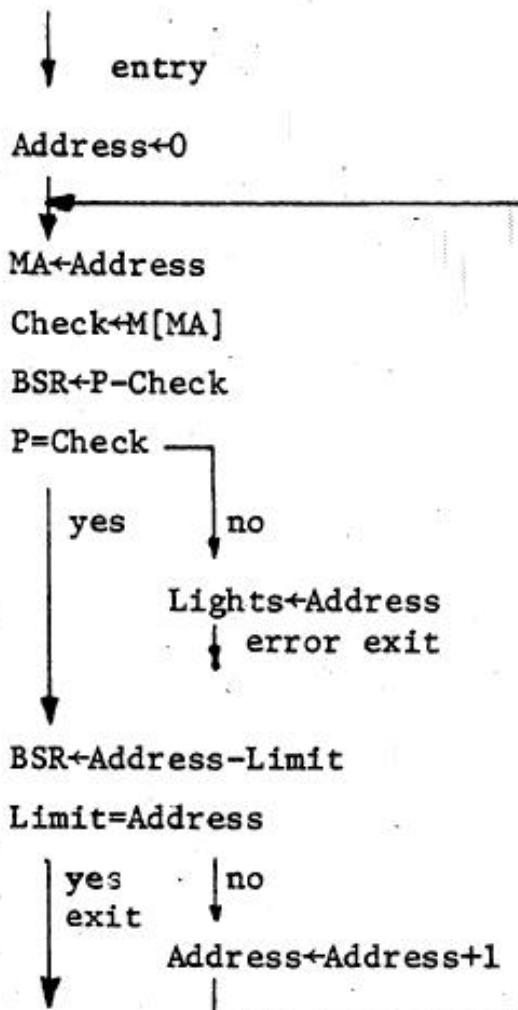 entry
Address←0
MA←Address
Check←M[MA]
BSR←P-Check
P=Check
yes no
Lights←Address
error exit
BSR←Address-Limit
Limit=Address
yes no
exit
Address←Address+1